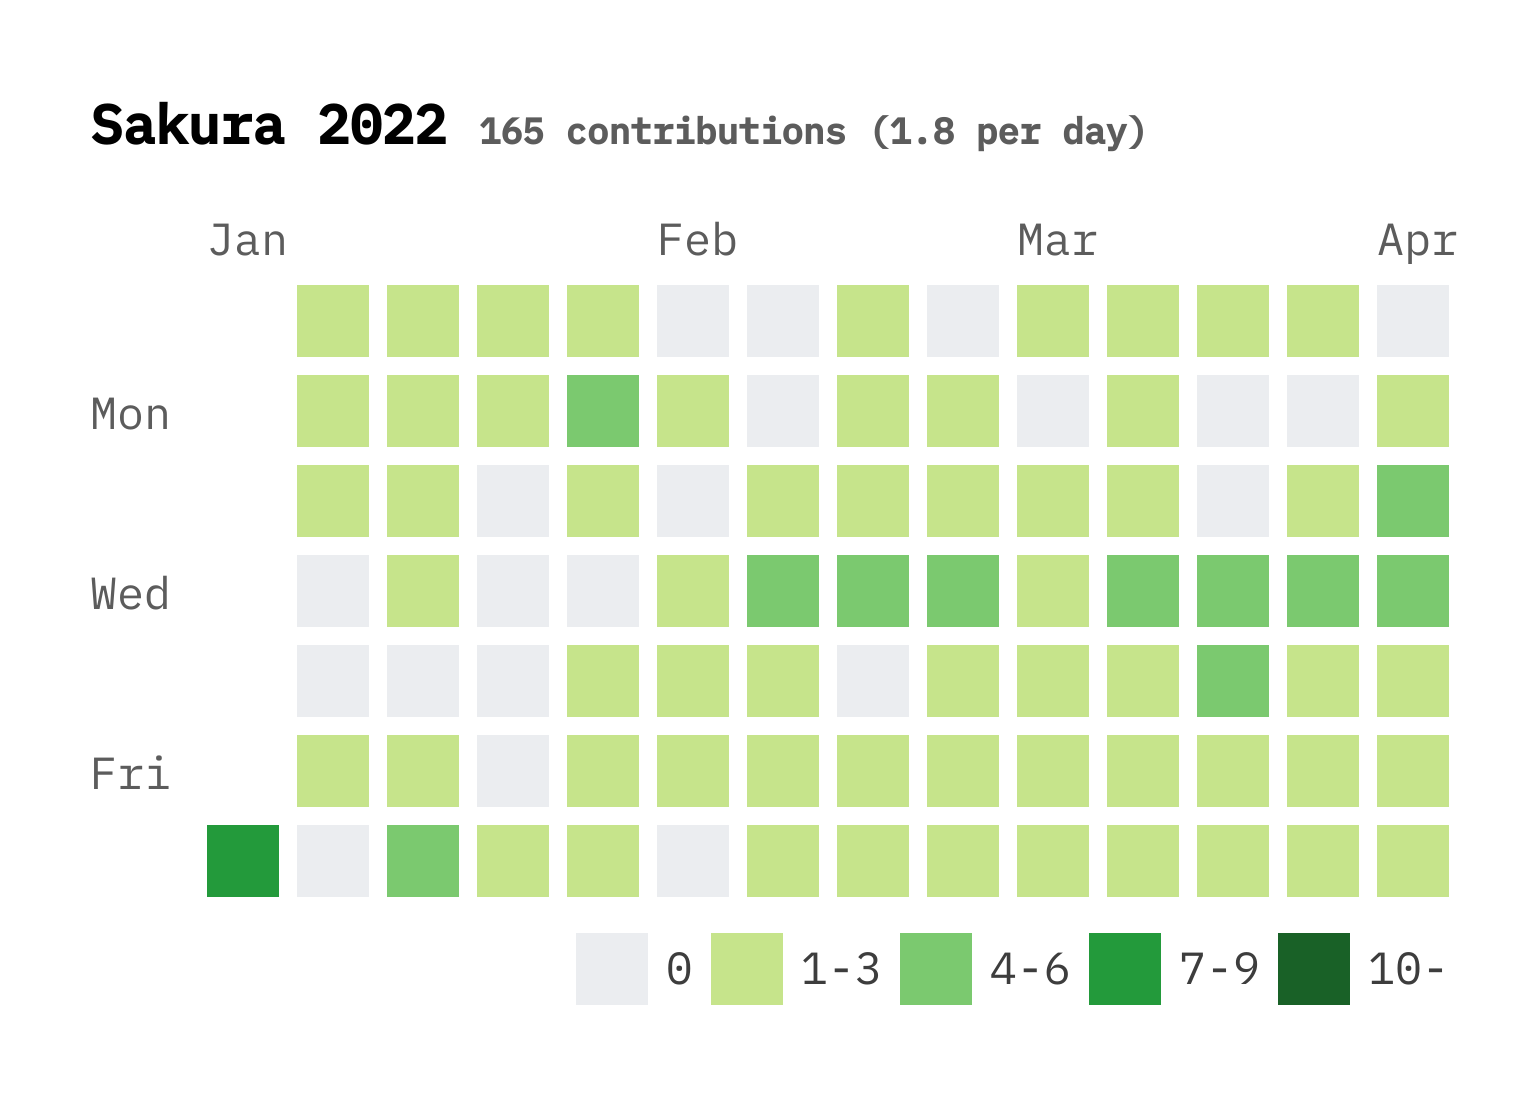 Sakura 2022 165 contributions (1.8 per day)
Jan Feb Mar Apr
Mon
Wed
Fri
0 1-3 4-6 7-9 10-